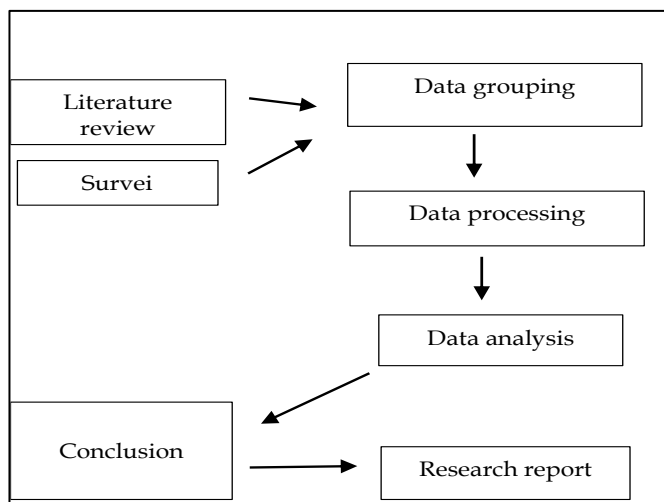 Literature
review
Survei
Data grouping
Data processing
Data analysis
Conclusion
Research report